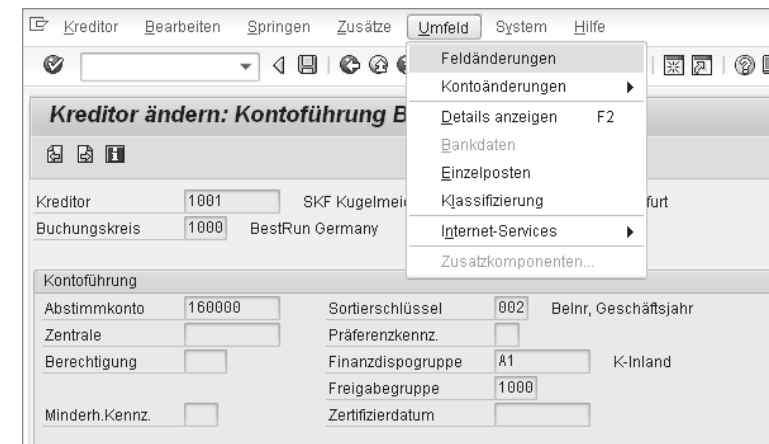 Kreditor Bearbeiten Springen Zusätze Umfeld System Hilfe
Feldänderungen
Kontoänderungen
Kreditor ändern: Kontoführung B
Details anzeigen F2
Bankdaten
Einzelposten
Kreditor 1001 SKF Kugelmei Klassifizierung furt
Buchungskreis 1000 BestRun Germany Internet-Services
Zusatzkomponenten...
Kontoführung
Abstimmkonto 160000 Sortierschlüssel 002 Belnr, Geschäftsjahr
Zentrale Präferenzkennz.
Berechtigung Finanzdispogruppe A1 K-Inland
Freigabegruppe 1000
Minderh.Kennz. Zertifizierdatum